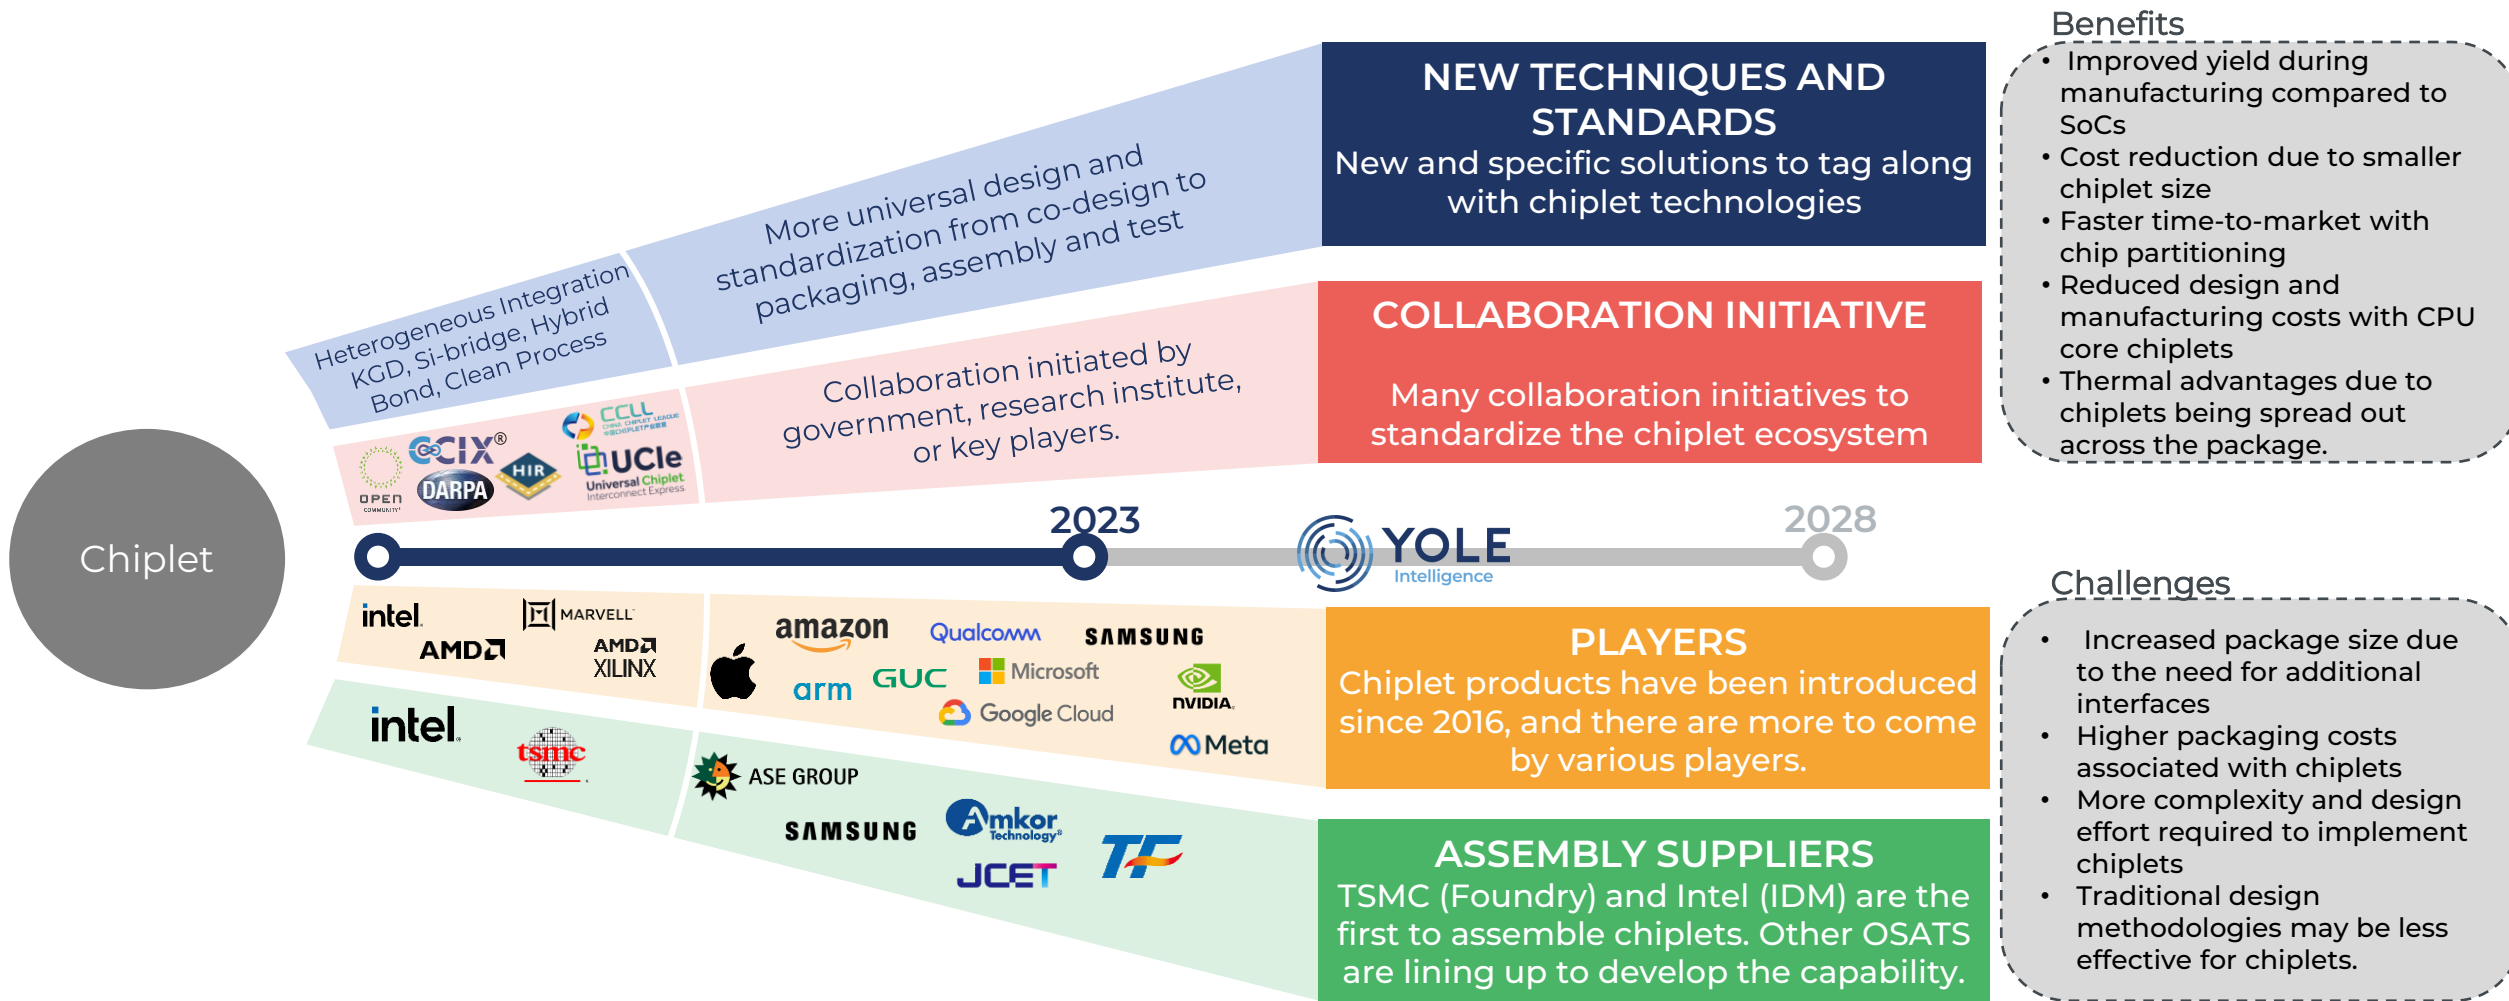 Chiplet
Heterogeneous Integration
KGD, Si-bridge, Hybrid
Bond, Clean Process
More universal design and
standardization from co-design to
packaging, assembly and test
NEW TECHNIQUES AND
STANDARDS
New and specific solutions to tag along
with chiplet technologies
OPEN
COMMUNITY
CCIX®
DARPA
HIR
CCLL
CHINA CHIPLET LEAGUE
UCIe
Universal Chiplet
Interconnect Express
Collaboration initiated by
government, research institute,
or key players.
COLLABORATION INITIATIVE
Many collaboration initiatives to
standardize the chiplet ecosystem
2023
YOLE
Intelligence
2028
intel.
MARVELL
AMD
AMD
XILINX
amazon
Qualcomm
SAMSUNG
arm
GUC
Microsoft
Google Cloud
NVIDIA.
Meta
PLAYERS
Chiplet products have been introduced
since 2016, and there are more to come
by various players.
intel.
tsmc
ASE GROUP
SAMSUNG
Amkor
Technology®
JCET
TF
ASSEMBLY SUPPLIERS
TSMC (Foundry) and Intel (IDM) are the
first to assemble chiplets. Other OSATS
are lining up to develop the capability.
Benefits
• Improved yield during
manufacturing compared to
SoCs
• Cost reduction due to smaller
chiplet size
• Faster time-to-market with
chip partitioning
• Reduced design and
manufacturing costs with CPU
core chiplets
• Thermal advantages due to
chiplets being spread out
across the package.
Challenges
• Increased package size due
to the need for additional
interfaces
• Higher packaging costs
associated with chiplets
• More complexity and design
effort required to implement
chiplets
• Traditional design
methodologies may be less
effective for chiplets.